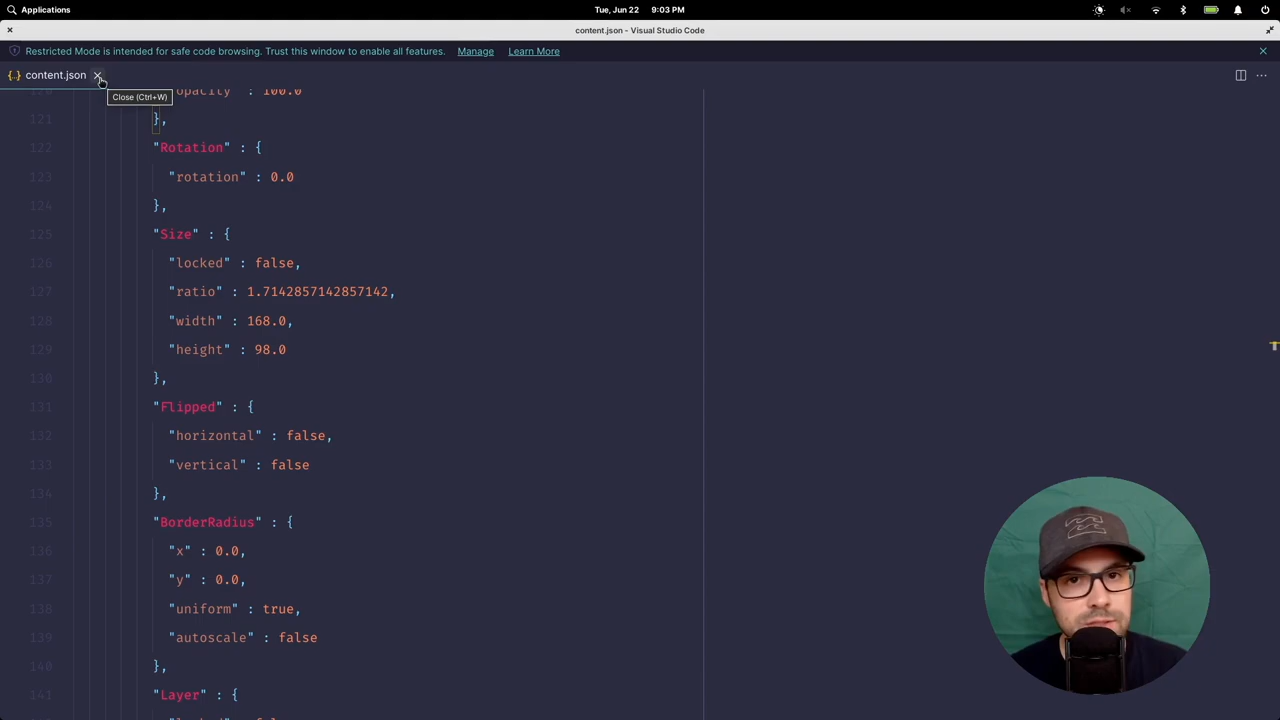 Applications
Tue, Jun 22 9:03 PM
content.json - Visual Studio Code
Restricted Mode is intended for safe code browsing. Trust this window to enable all features. Manage Learn More
{..} content.json
Close (Ctrl+W)
120 "opacity" : 100.0
121 },
122 "Rotation" : {
123 "rotation" : 0.0
124 },
125 "Size" : {
126 "locked" : false,
127 "ratio" : 1.7142857142857142,
128 "width" : 168.0,
129 "height" : 98.0
130 },
131 "Flipped" : {
132 "horizontal" : false,
133 "vertical" : false
134 },
135 "BorderRadius" : {
136 "x" : 0.0,
137 "y" : 0.0,
138 "uniform" : true,
139 "autoscale" : false
140 },
141 "Layer" : {